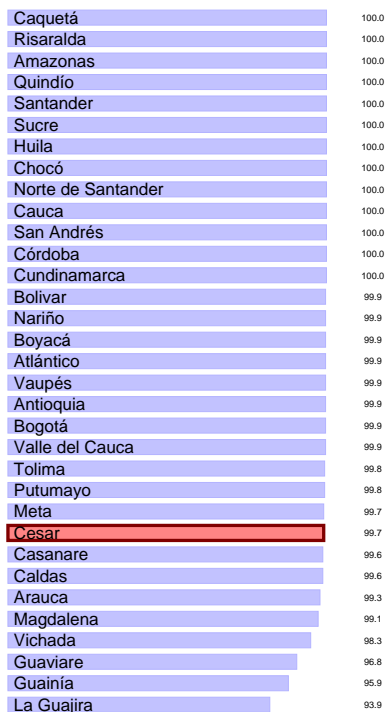 Caquetá 100.0
Risaralda 100.0
Amazonas 100.0
Quindío 100.0
Santander 100.0
Sucre 100.0
Huila 100.0
Chocó 100.0
Norte de Santander 100.0
Cauca 100.0
San Andrés 100.0
Córdoba 100.0
Cundinamarca 100.0
Bolivar 99.9
Nariño 99.9
Boyacá 99.9
Atlántico 99.9
Vaupés 99.9
Antioquia 99.9
Bogotá 99.9
Valle del Cauca 99.9
Tolima 99.8
Putumayo 99.8
Meta 99.7
Cesar 99.7
Casanare 99.6
Caldas 99.6
Arauca 99.3
Magdalena 99.1
Vichada 98.3
Guaviare 96.8
Guainía 95.9
La Guajira 93.9